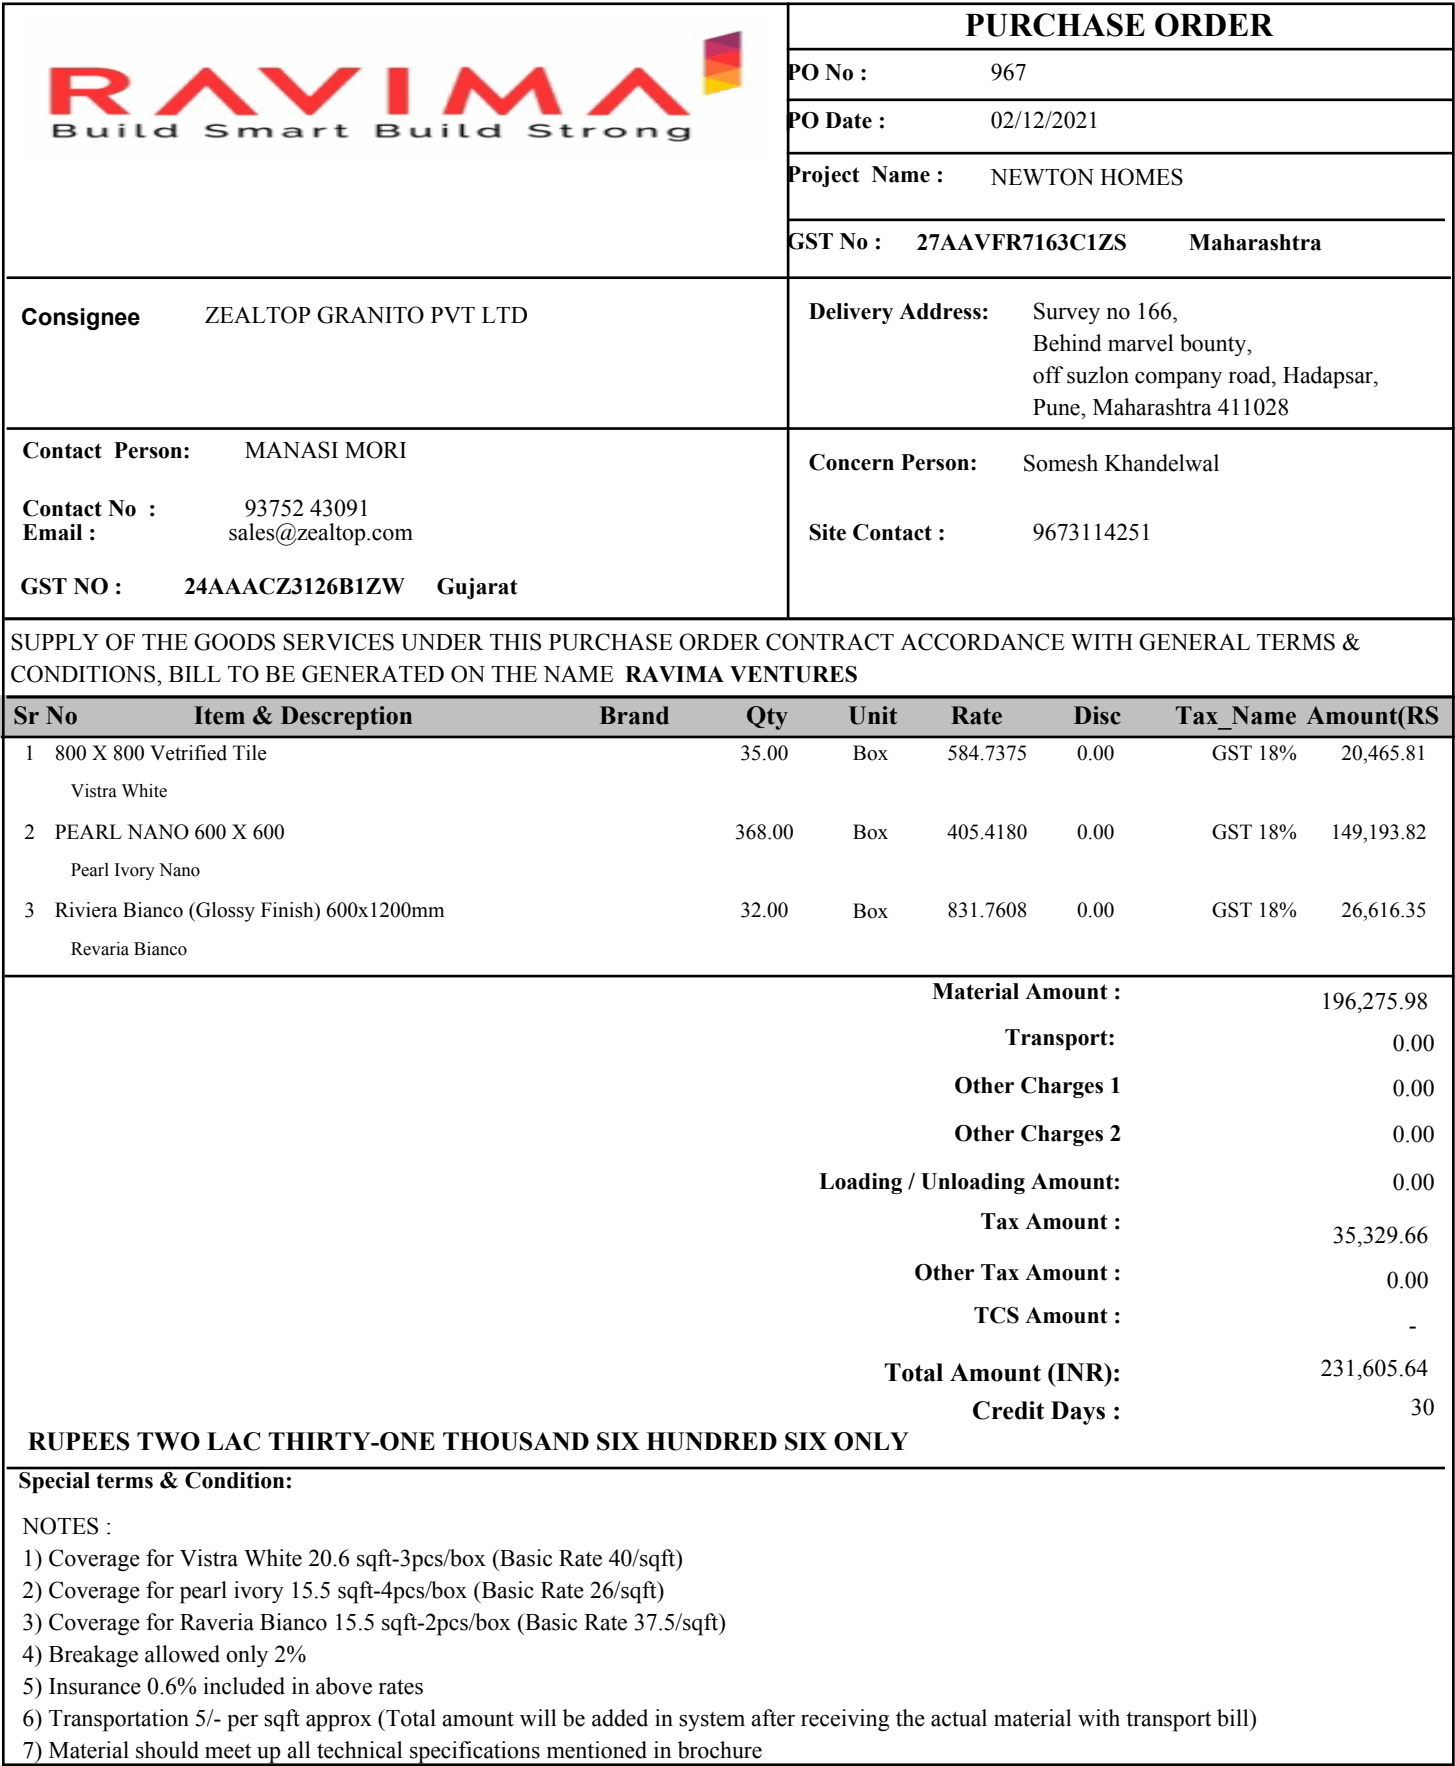 RAVIMA
Build Smart Build Strong
PURCHASE ORDER
PO No : 967
PO Date : 02/12/2021
Project Name : NEWTON HOMES
GST No : 27AAVFR7163C1ZS Maharashtra
Consignee ZEALTOP GRANITO PVT LTD
Delivery Address: Survey no 166,
Behind marvel bounty,
off suzlon company road, Hadapsar,
Pune, Maharashtra 411028
Contact Person: MANASI MORI
Contact No : 93752 43091
Email : sales@zealtop.com
GST NO : 24AAACZ3126B1ZW Gujarat
Concern Person: Somesh Khandelwal
Site Contact : 9673114251
SUPPLY OF THE GOODS SERVICES UNDER THIS PURCHASE ORDER CONTRACT ACCORDANCE WITH GENERAL TERMS &
CONDITIONS, BILL TO BE GENERATED ON THE NAME RAVIMA VENTURES
Sr No Item & Descreption Brand Qty Unit Rate Disc Tax_Name Amount(RS
1 800 X 800 Vetrified Tile 35.00 Box 584.7375 0.00 GST 18% 20,465.81
Vistra White
2 PEARL NANO 600 X 600 368.00 Box 405.4180 0.00 GST 18% 149,193.82
Pearl Ivory Nano
3 Riviera Bianco (Glossy Finish) 600x1200mm 32.00 Box 831.7608 0.00 GST 18% 26,616.35
Revaria Bianco
Material Amount : 196,275.98
Transport: 0.00
Other Charges 1 0.00
Other Charges 2 0.00
Loading / Unloading Amount: 0.00
Tax Amount : 35,329.66
Other Tax Amount : 0.00
TCS Amount : -
Total Amount (INR): 231,605.64
Credit Days : 30
RUPEES TWO LAC THIRTY-ONE THOUSAND SIX HUNDRED SIX ONLY
Special terms & Condition:
NOTES :
1) Coverage for Vistra White 20.6 sqft-3pcs/box (Basic Rate 40/sqft)
2) Coverage for pearl ivory 15.5 sqft-4pcs/box (Basic Rate 26/sqft)
3) Coverage for Raveria Bianco 15.5 sqft-2pcs/box (Basic Rate 37.5/sqft)
4) Breakage allowed only 2%
5) Insurance 0.6% included in above rates
6) Transportation 5/- per sqft approx (Total amount will be added in system after receiving the actual material with transport bill)
7) Material should meet up all technical specifications mentioned in brochure